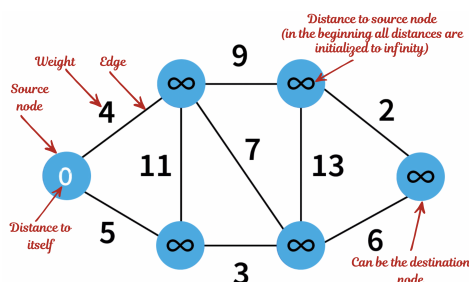 Distance to source node
(in the beginning all distances are
initialized to infinity)
9
Weight
Edge
∞
∞
Source
node
4
2
11
7
13
0
∞
Distance to
itself
5
∞
∞
6
3
Can be the destination
node